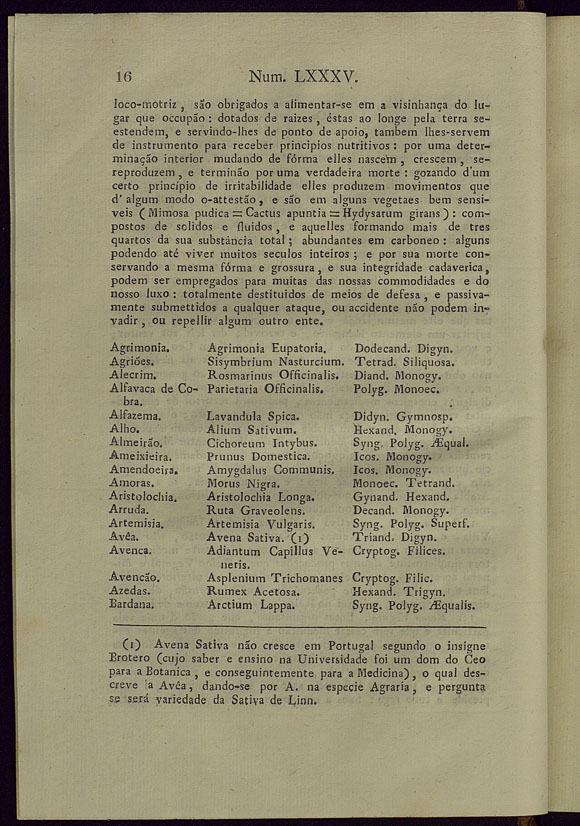 16 Num. LXXXV.
loco-motriz, são obrigados a alimentar-se em a visinhança do lu-
gar que occupão: dotados de raizes, éstas ao longe pela terra se-
estendem, e servindo-lhes de ponto de apoio, tambem lhes-servem
de instrumento para receber principios nutritivos: por uma deter-
minação interior mudando de fórma elles nascem, crescem, se-
reproduzem, e terminão por uma verdadeira morte: gozando d'um
certo princípio de irritabilidade elles produzem movimentos que
d'algum modo o-attestão, e são em alguns vegetaes bem sensi-
veis (Mimosa pudica = Cactus apuntia = Hydysarum girans): com-
postos de solidos e fluidos, e aquelles formando mais de tres
quartos da sua substância total; abundantes em carboneo: alguns
podendo até viver muitos seculos inteiros; e por sua morte con-
servando a mesma fórma e grossura, e sua integridade cadaverica,
podem ser empregados para muitas das nossas commodidades e do
nosso luxo: totalmente destituidos de meios de defesa, e passiva-
mente submettidos a qualquer ataque, ou accidente não podem in-
vadir, ou repellir algum outro ente.
Agrimonia. Agrimonia Eupatoria. Dodecand. Digyn.
Agriões. Sisymbrium Nasturcium. Tetrad. Siliquosa.
Alecrim. Rosmarinus Officinalis. Diand. Monogy.
Alfavaca de Co- Parietaria Officinalis. Polyg. Monoec.
bra.
Alfazema. Lavandula Spica. Didyn. Gymnosp.
Alho. Alium Sativum. Hexand. Monogy.
Almeirão. Cichoreum Intybus. Syng. Polyg. Æqual.
Ameixieira. Prunus Domestica. Icos. Monogy.
Amendoeira. Amygdalus Communis. Icos. Monogy.
Amoras. Morus Nigra. Monoec. Tetrand.
Aristolochia. Aristolochia Longa. Gynand. Hexand.
Arruda. Ruta Graveolens. Decand. Monogy.
Artemisia. Artemisia Vulgaris. Syng. Polyg. Superf.
Avêa. Avena Sativa. (1) Triand. Digyn.
Avenca. Adiantum Capillus Ve- Cryptog. Filices.
neris.
Avencão. Asplenium Trichomanes Cryptog. Filic.
Azedas. Rumex Acetosa. Hexand. Trigyn.
Bardana. Arctium Lappa. Syng. Polyg. Æqualis.
(1) Avena Sativa não cresce em Portugal segundo o insigne
Brotero (cujo saber e ensino na Universidade foi um dom do Ceo
para a Botanica, e conseguintemente para a Medicina), o qual des-
creve a Avêa, dando-se por A. na especie Agraria, e pergunta
se será variedade da Sativa de Linn.